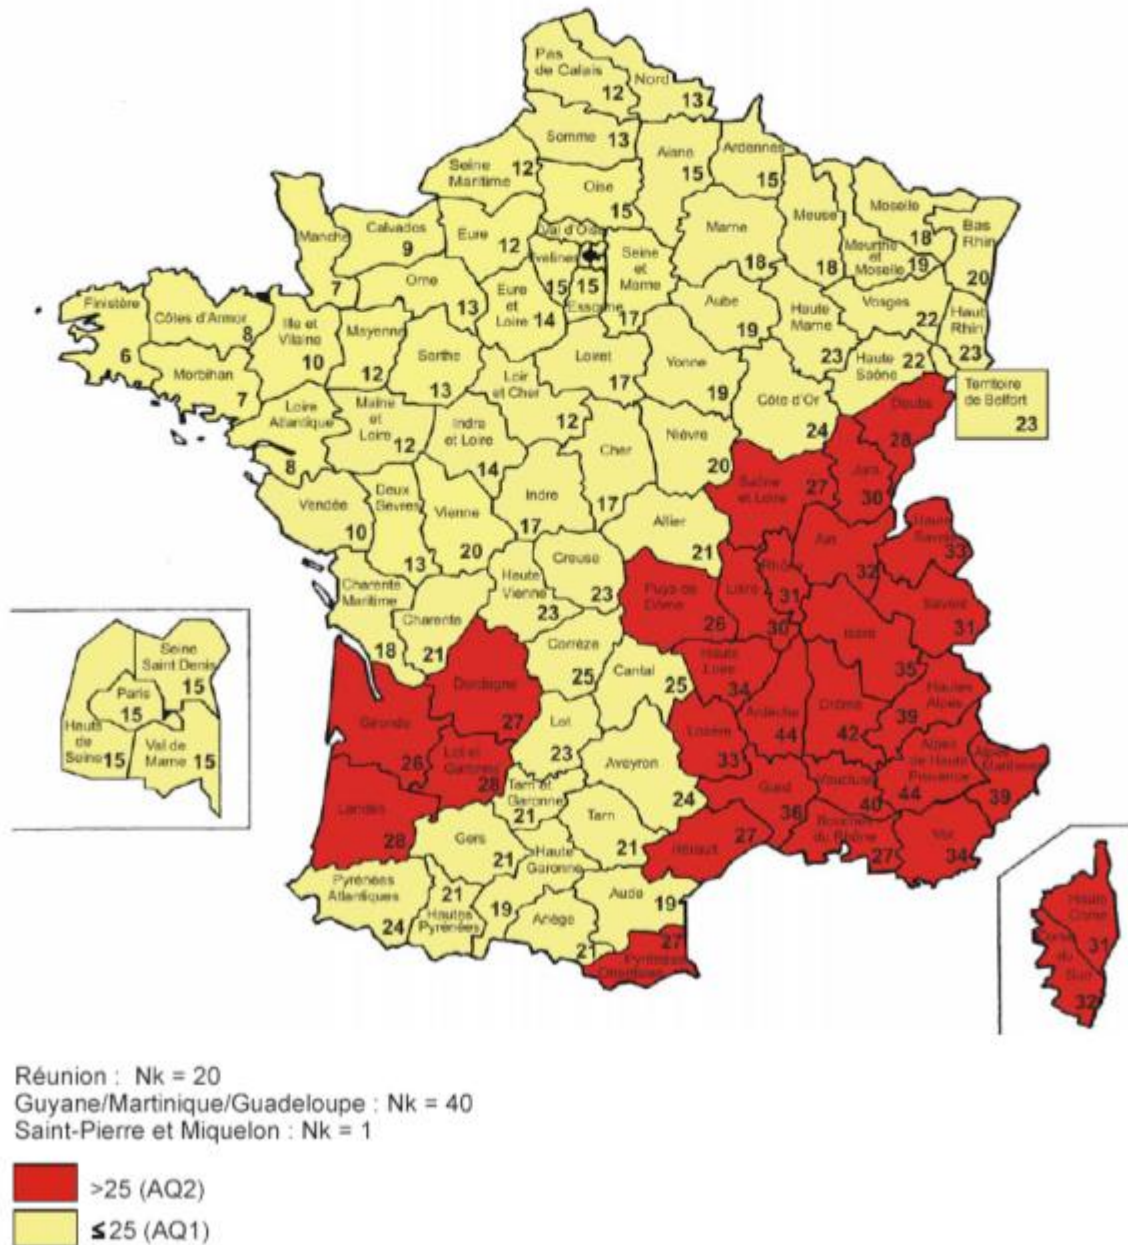 Pas
de Calais
12
Nord
13
Somme
13
Seine
Maritime
12
Aisne
15
Ardennes
15
Oise
15
Manche
7
Calvados
9
Eure
12
Val d'Oise
Yvelines
15
15
Essonne
Seine
et
Marne
17
Marne
18
Meuse
18
Moselle
18
Meurthe
et
Moselle
19
Bas
Rhin
20
Finistère
6
Côtes d'Armor
8
Ille et
Vilaine
10
Orne
13
Eure
et
Loire
14
Aube
19
Haute
Marne
23
Vosges
22
Haut
Rhin
23
Morbihan
7
Mayenne
12
Sarthe
13
Loir
et Cher
12
Loiret
17
Yonne
19
Côte d'Or
24
Haute
Saône
22
Territoire
de Belfort
23
Loire
Atlantique
8
Maine
et
Loire
12
Indre
et Loire
14
Cher
17
Nièvre
20
Doubs
28
Jura
30
Saône
et Loire
27
Vendée
10
Deux
Sevres
13
Vienne
20
Indre
17
Allier
21
Ain
32
Haute
Savoie
33
Charente
Maritime
18
Charente
21
Haute
Vienne
23
Creuse
23
Puys de
Dôme
26
Loire
30
Rhône
31
Savoie
31
Isère
35
Corrèze
25
Cantal
25
Haute
Loire
34
Ardèche
44
Drôme
42
Hautes
Alpes
39
Seine
Saint Denis
15
Paris
15
Hauts
de
Seine 15
Val de
Marne 15
Gironde
26
Dordogne
27
Lot et
Garonne
28
Lot
23
Aveyron
24
Lozère
33
Gard
36
Vaucluse
40
Alpes
de Haute
Provence
44
Alpes
Maritimes
39
Landes
28
Tarn et
Garonne
21
Tarn
21
Hérault
27
Bouches
du Rhône
27
Var
34
Gers
21
Haute
Garonne
19
Pyrénées
Atlantiques
24
21
Hautes
Pyrénées
Ariège
21
Aude
19
27
Pyrénées
Orientales
Haute
Corse
31
Corse
du
Sud
32
Réunion : Nk = 20
Guyane/Martinique/Guadeloupe : Nk = 40
Saint-Pierre et Miquelon : Nk = 1
>25 (AQ2)
≤25 (AQ1)